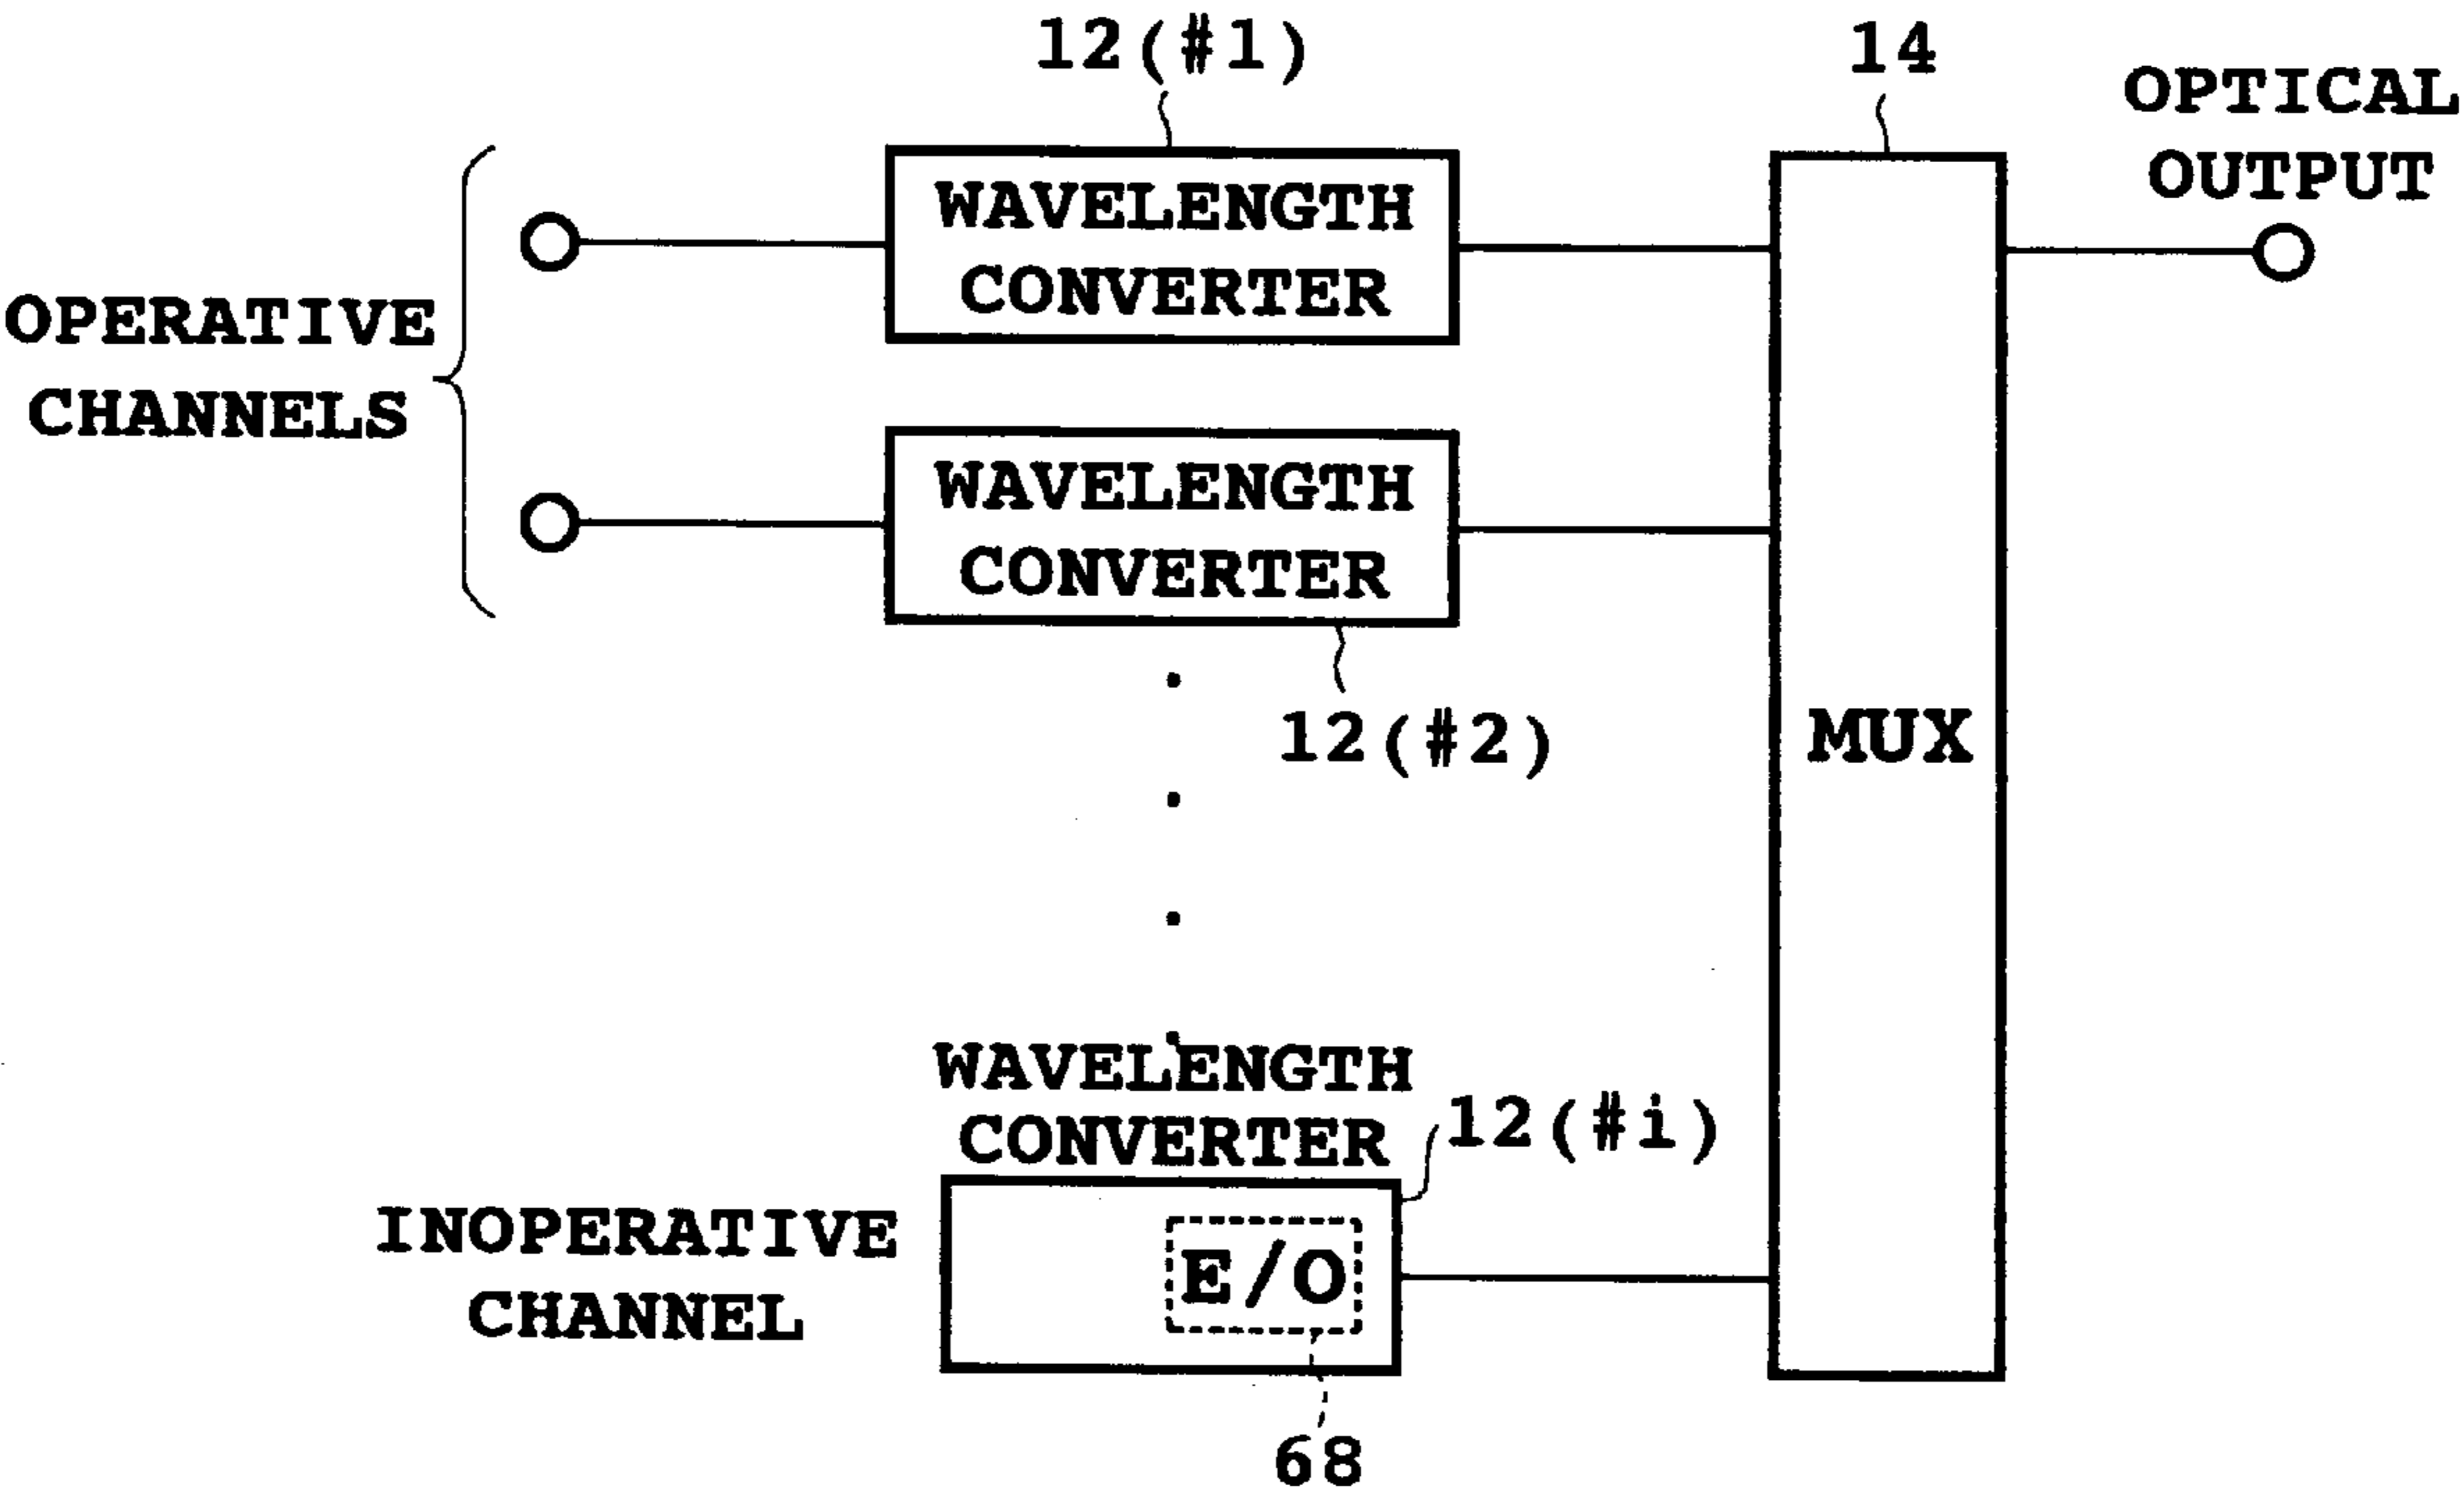 12(#1)
14
OPTICAL
OUTPUT
WAVELENGTH
CONVERTER
OPERATIVE
CHANNELS
WAVELENGTH
CONVERTER
12(#2)
MUX
WAVELENGTH
CONVERTER
12(#i)
INOPERATIVE
CHANNEL
E/O
68